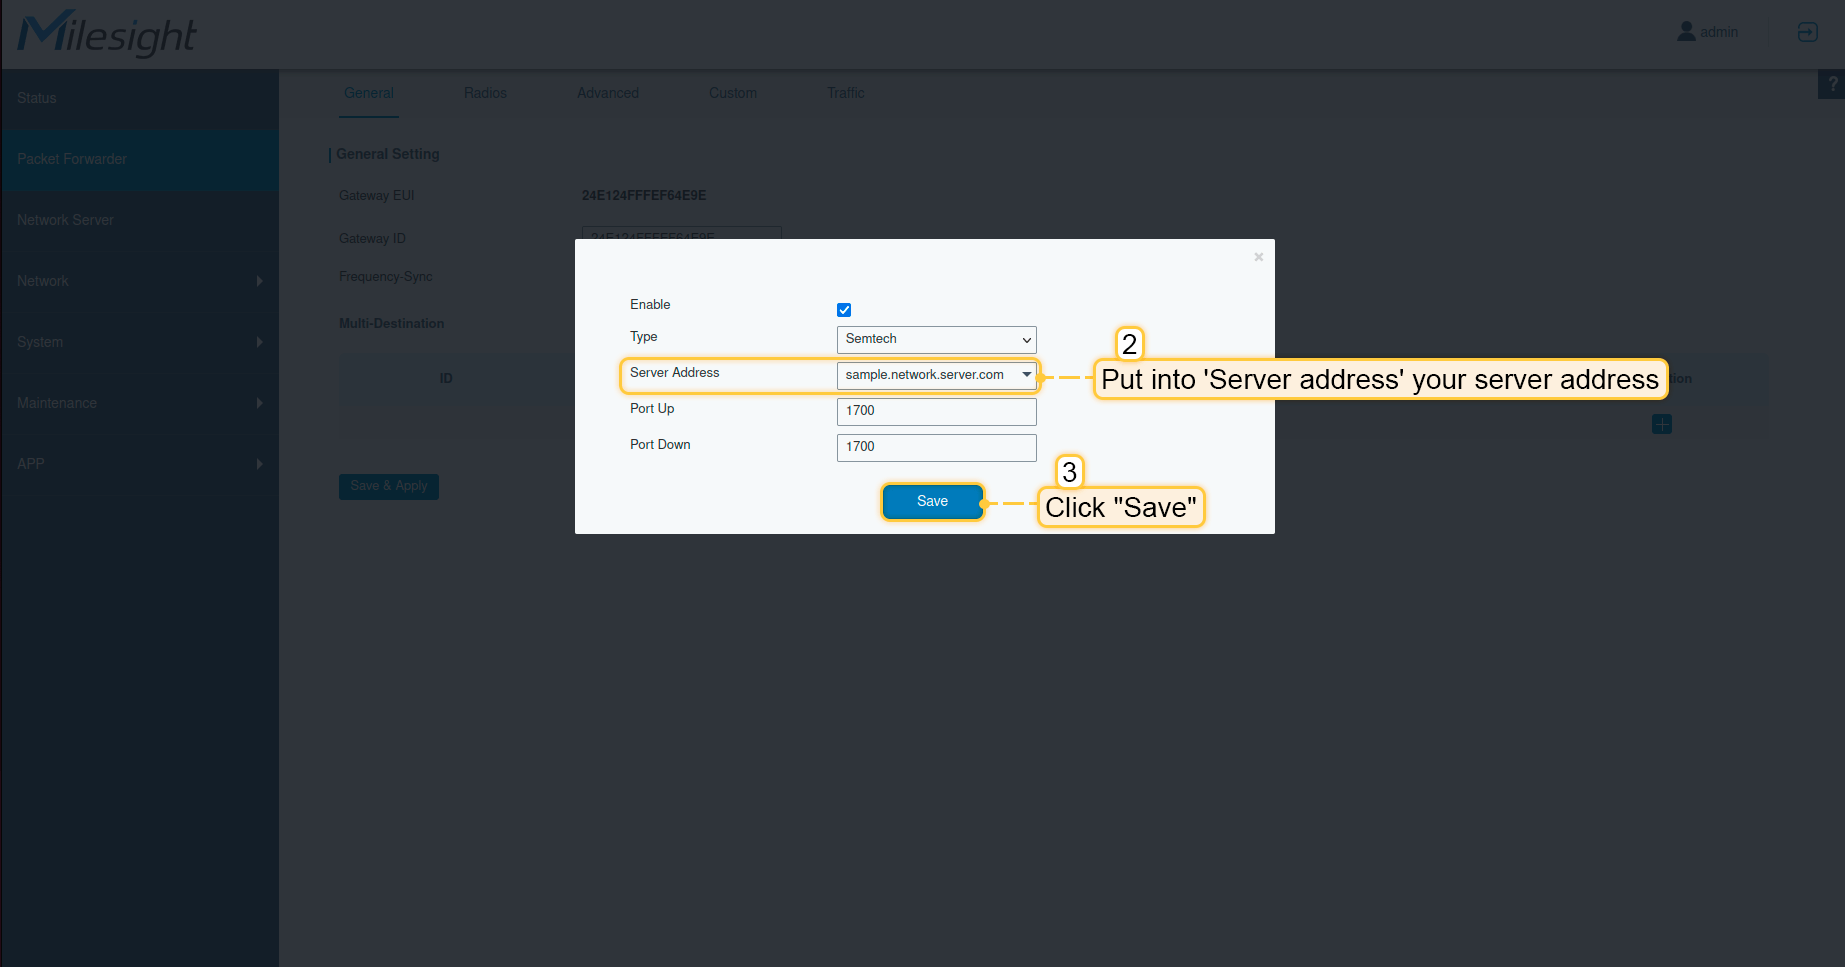 Milesight
admin
Status
General Radios Advanced Custom Traffic
?
Packet Forwarder
General Setting
Gateway EUI 24E124FFFEF64E9E
Network Server
Gateway ID 24E124FFFEF64E9E
×
Network
Frequency-Sync
Enable
Multi-Destination
System
Type Semtech
2
ID
Server Address sample.network.server.com
Put into 'Server address' your server address
Maintenance
Port Up 1700
Port Down 1700
APP
3
Save & Apply
Save
Click "Save"